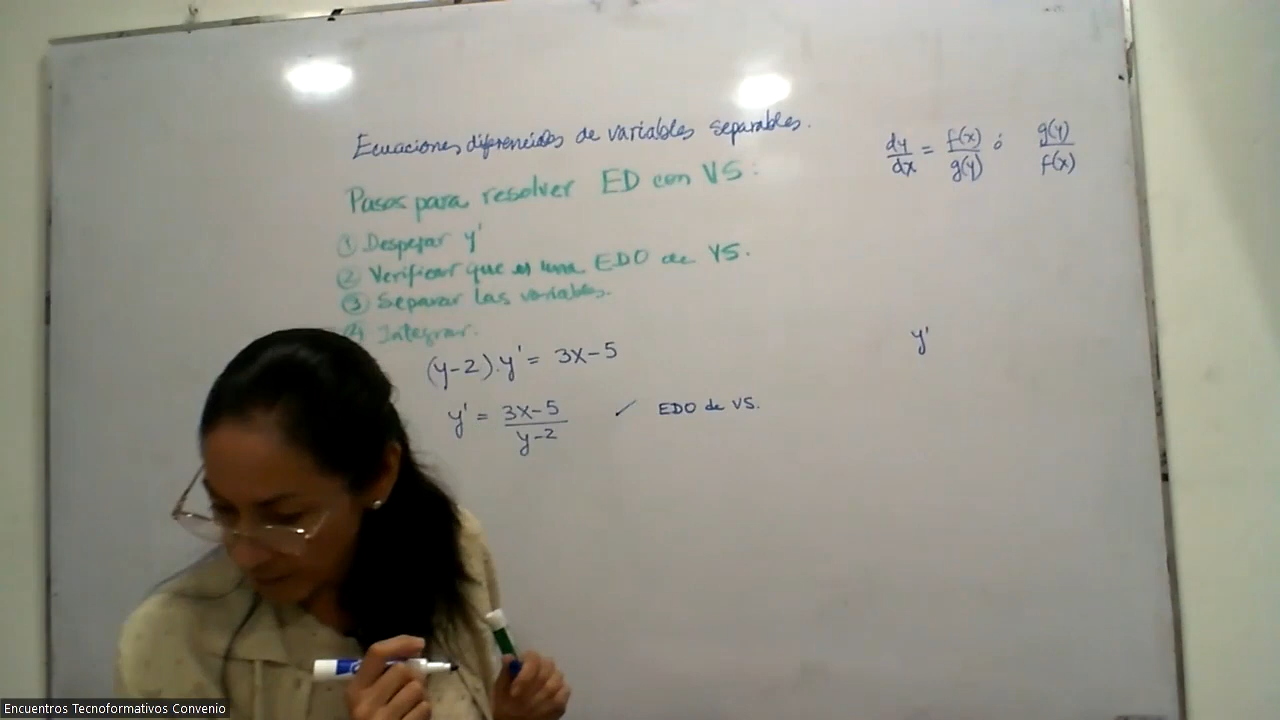 Ecuaciones diferenciales de variables separables.
dy/dx = f(x)/g(y) ó g(y)/f(x)
Pasos para resolver ED con VS:
① Despejar y'
② Verificar que es una EDO de VS.
③ Separar las variables.
④ Integrar.
(y-2).y' = 3x-5
y'
y' = 3x-5/y-2 ✓ EDO de VS.
Encuentros Tecnoformativos Convenio